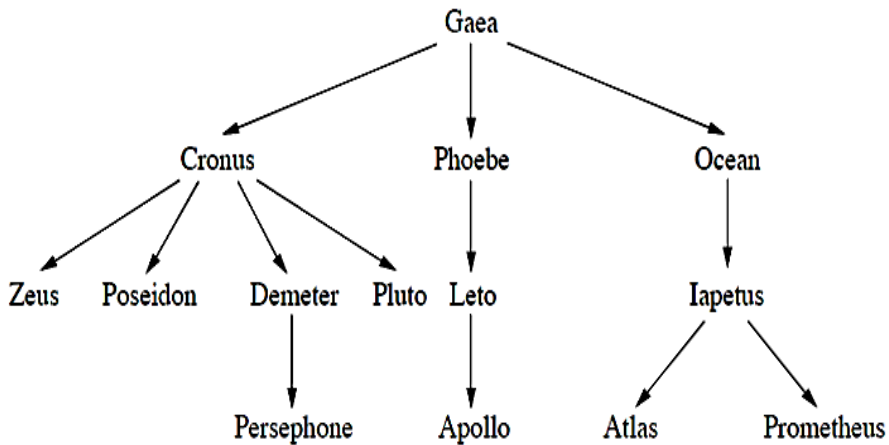 Gaea
Cronus Phoebe Ocean
Zeus Poseidon Demeter Pluto Leto Iapetus
Persephone Apollo Atlas Prometheus